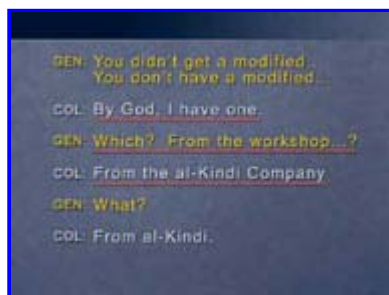 GEN: You didn't get a modified...
You don't have a modified...
COL: By God, I have one.
GEN: Which? From the workshop...?
COL: From the al-Kindi Company
GEN: What?
COL: From al-Kindi.